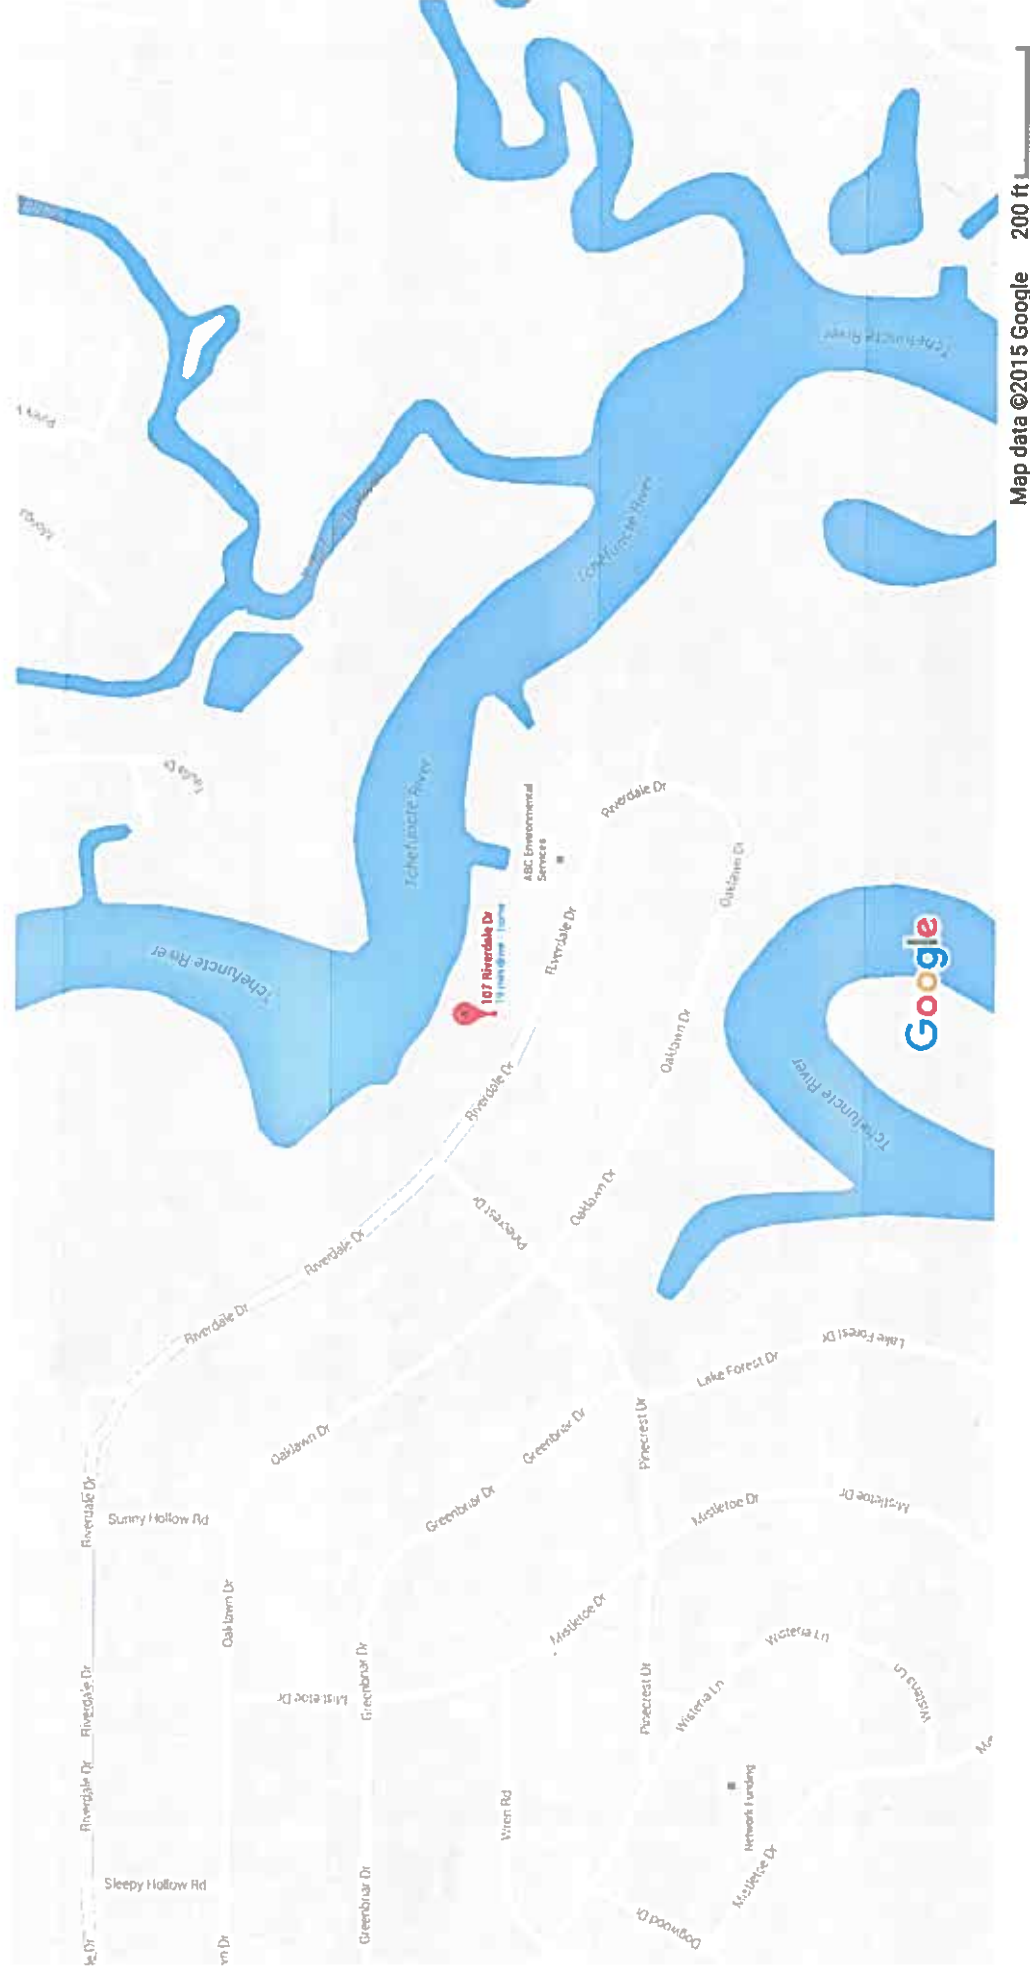 Riverdale Dr
Riverdale Dr
Riverdale Dr
Sleepy Hollow Rd
Sunny Hollow Rd
Riverdale Dr
Tchefuncte River
Oaklawn Dr
Oaklawn Dr
Mistletoe Dr
Riverdale Dr
Greenbriar Dr
Greenbriar Dr
Greenbriar Dr
Greenbriar Dr
Tchefuncte River
Riverdale Dr
107 Riverdale Dr
Pinecrest Dr
Wren Rd
ABC Environmental
Services
Riverdale Dr
Mistletoe Dr
Oaklawn Dr
Tchefuncte River
Riverdale Dr
Pinecrest Dr
Pinecrest Dr
Oaklawn Dr
Dogwood Dr
Wisteria Ln
Mistletoe Dr
Lake Forest Dr
Oaklawn Dr
Network Funding
Mistletoe Dr
Wisteria Ln
Tchefuncte River
Lake Forest Dr
Mistletoe Dr
Tchefuncte River
Wisteria Ln
Google
Map data ©2015 Google 200 ft